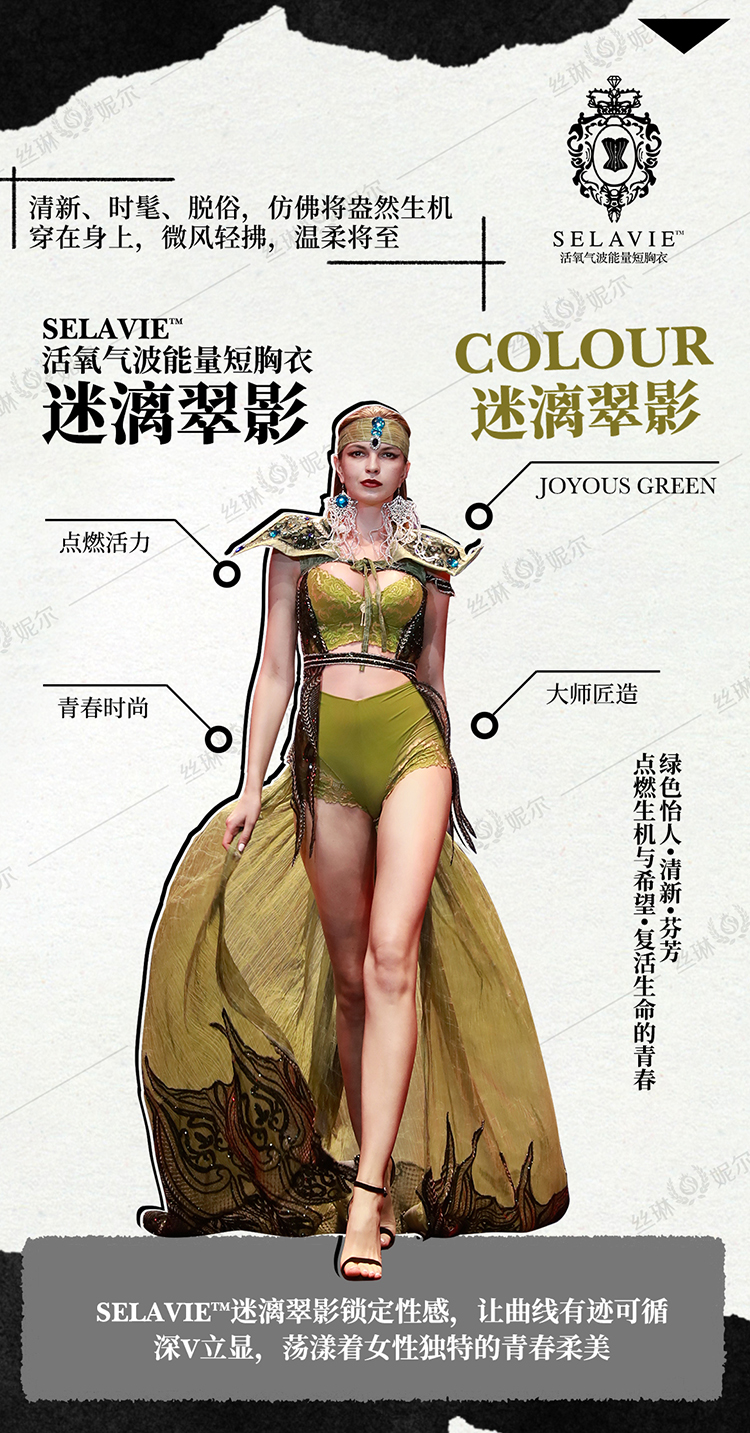 清新、时髦、脱俗，仿佛将盎然生机
穿在身上，微风轻拂，温柔将至
SELAVIE™
活氧气波能量短胸衣
SELAVIE™
活氧气波能量短胸衣
迷漓翠影
COLOUR
迷漓翠影
JOYOUS GREEN
点燃活力
青春时尚
大师匠造
绿色怡人·清新·芬芳
点燃生机与希望·复活生命的青春
SELAVIE™迷漓翠影锁定性感，让曲线有迹可循
深V立显，荡漾着女性独特的青春柔美
丝琳妮尔